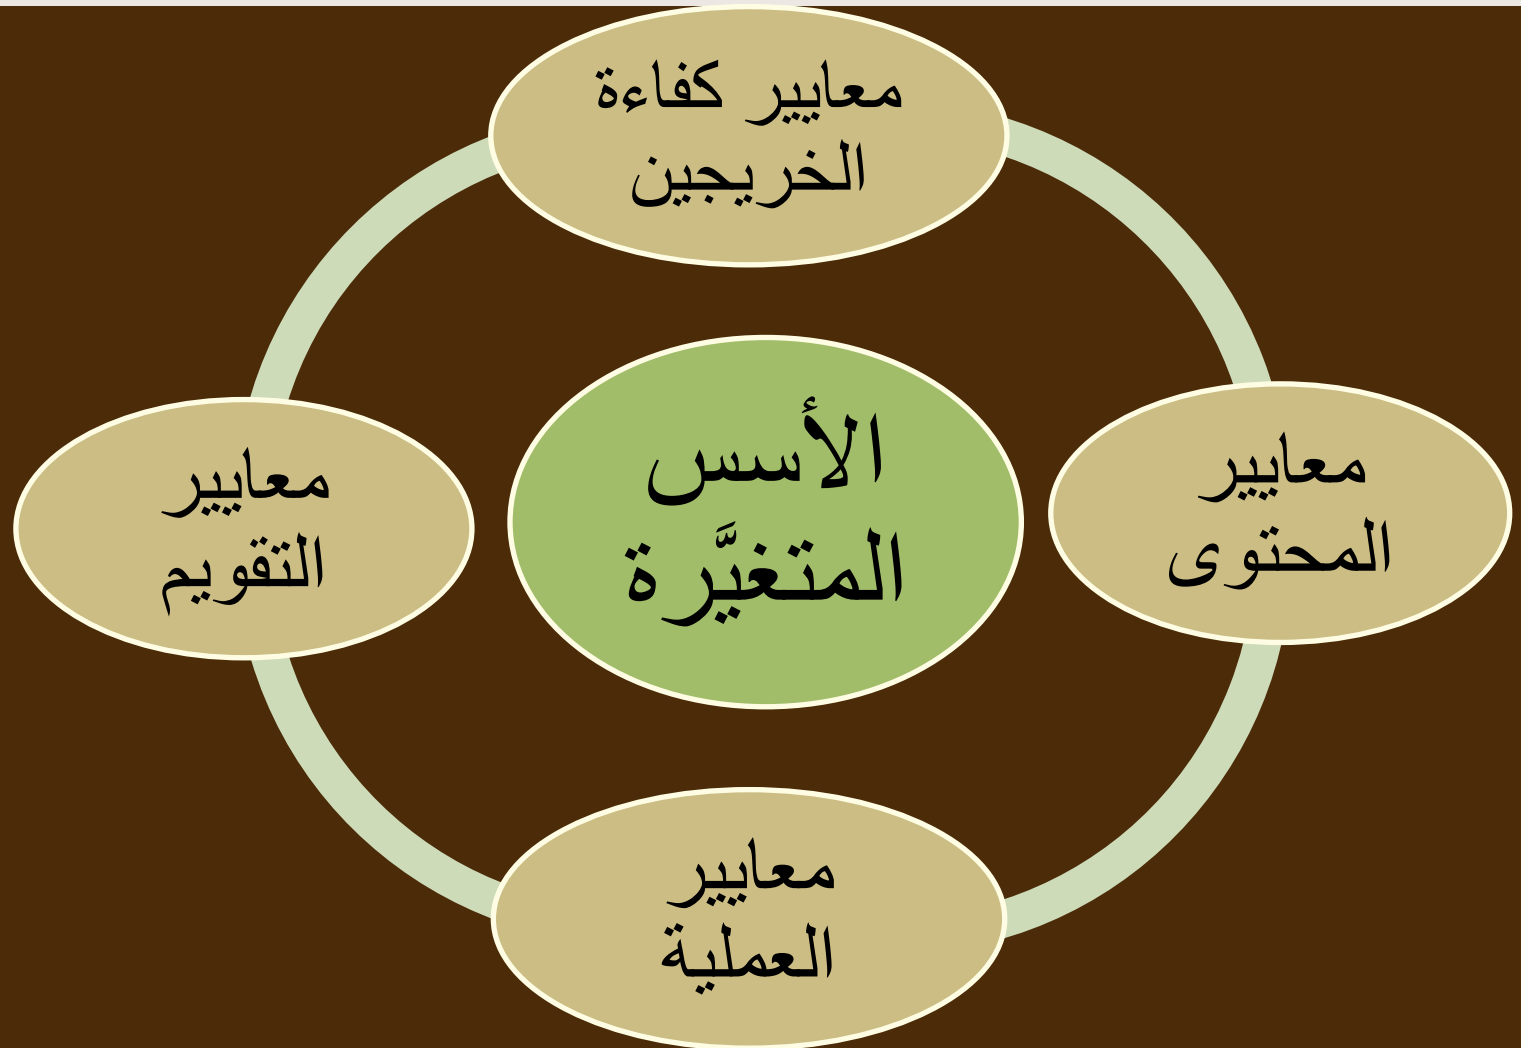 معايير كفاءة
الخريجين
الأسس
المتغيَّرة
معايير
المحتوى
معايير
التقويم
معايير
العملية